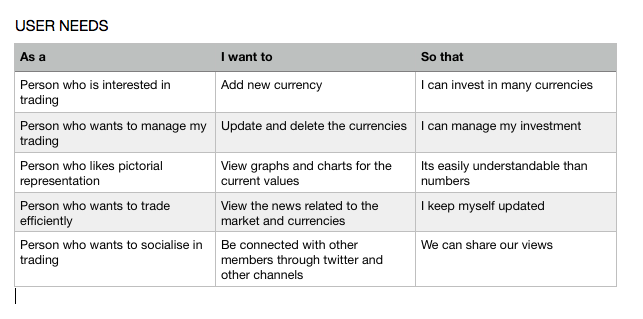 USER NEEDS
As a I want to So that
Person who is interested in Add new currency I can invest in many currencies
trading
Person who wants to manage my Update and delete the currencies I can manage my investment
trading
Person who likes pictorial View graphs and charts for the Its easily understandable than
representation current values numbers
Person who wants to trade View the news related to the I keep myself updated
efficiently market and currencies
Person who wants to socialise in Be connected with other We can share our views
trading members through twitter and
other channels